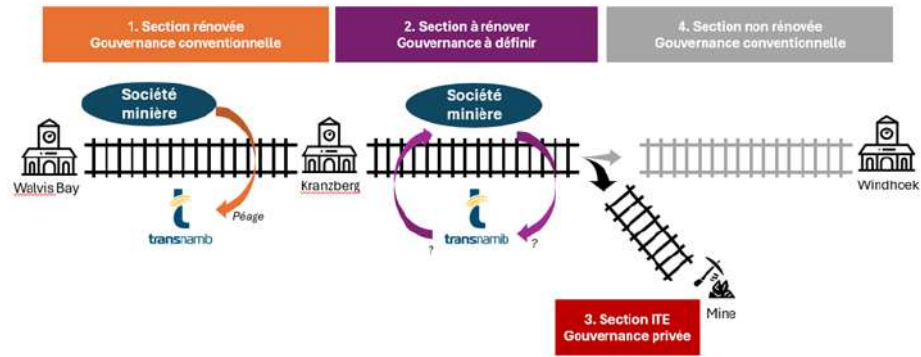 1. Section rénovée
Gouvernance conventionnelle
2. Section à rénover
Gouvernance à définir
4. Section non rénovée
Gouvernance conventionnelle
Société
minière
Société
minière
Walvis Bay
Kranzberg
Windhoek
Péage
transnamib
?
transnamib
?
Mine
3. Section ITE
Gouvernance privée